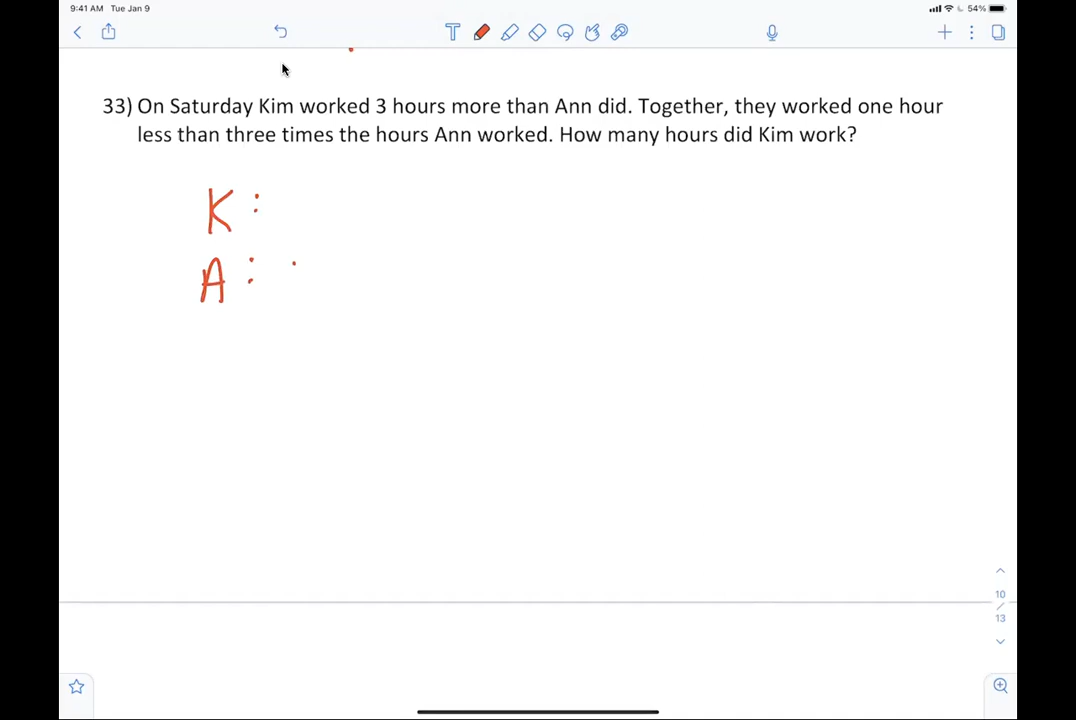 9:41 AM Tue Jan 9
54%
T
33) On Saturday Kim worked 3 hours more than Ann did. Together, they worked one hour
less than three times the hours Ann worked. How many hours did Kim work?
K :
A :
10
/
13